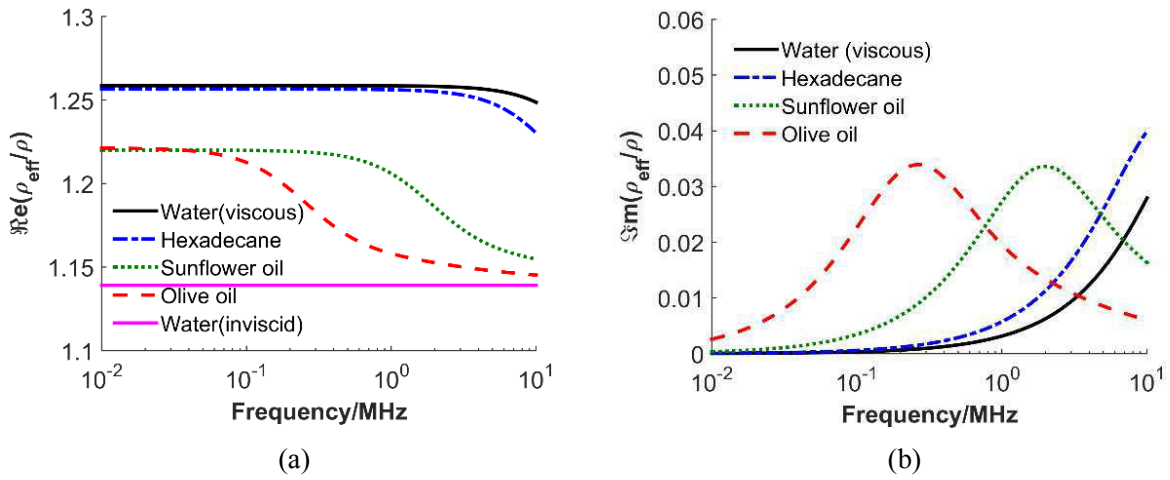 1.3
1.25
1.2
1.15
1.1
ℜe(ρeff/ρ)
Water(viscous)
Hexadecane
Sunflower oil
Olive oil
Water(inviscid)
10-2
10-1
100
101
Frequency/MHz
(a)
0.06
0.05
0.04
0.03
0.02
0.01
0
ℑm(ρeff/ρ)
Water (viscous)
Hexadecane
Sunflower oil
Olive oil
10-2
10-1
100
101
Frequency/MHz
(b)